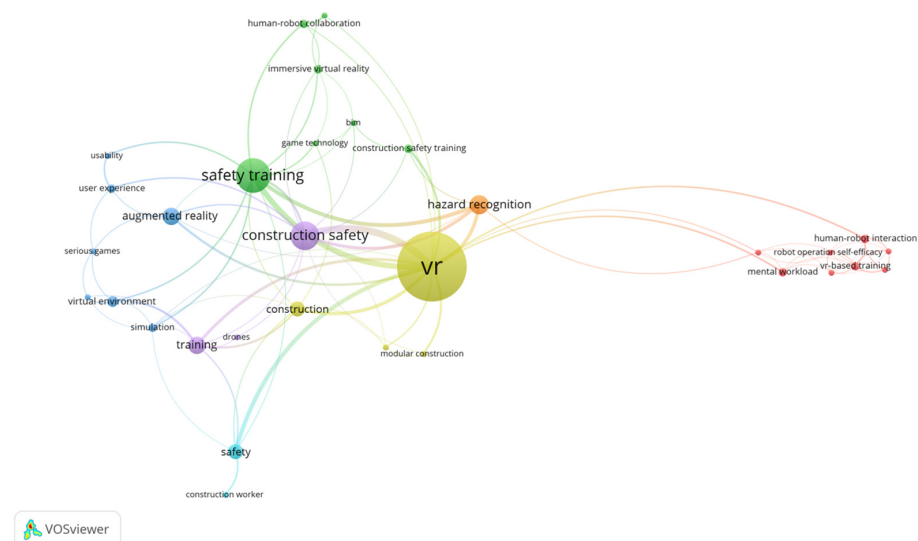 human-robot collaboration
immersive virtual reality
bim
game technology
construction safety training
usability
safety training
user experience
hazard recognition
augmented reality
construction safety
human-robot interaction
serious games
robot operation self-efficacy
vr
vr-based training
mental workload
virtual environment
construction
simulation
drones
training
modular construction
safety
construction worker
VOSviewer